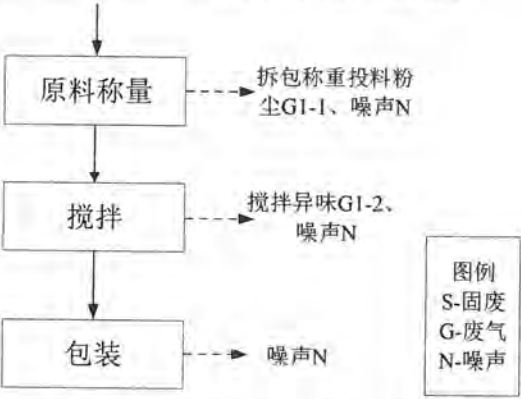 原料称量
拆包称重投料粉
尘G1-1、噪声N
搅拌
搅拌异味G1-2、
噪声N
包装
噪声N
图例
S-固废
G-废气
N-噪声